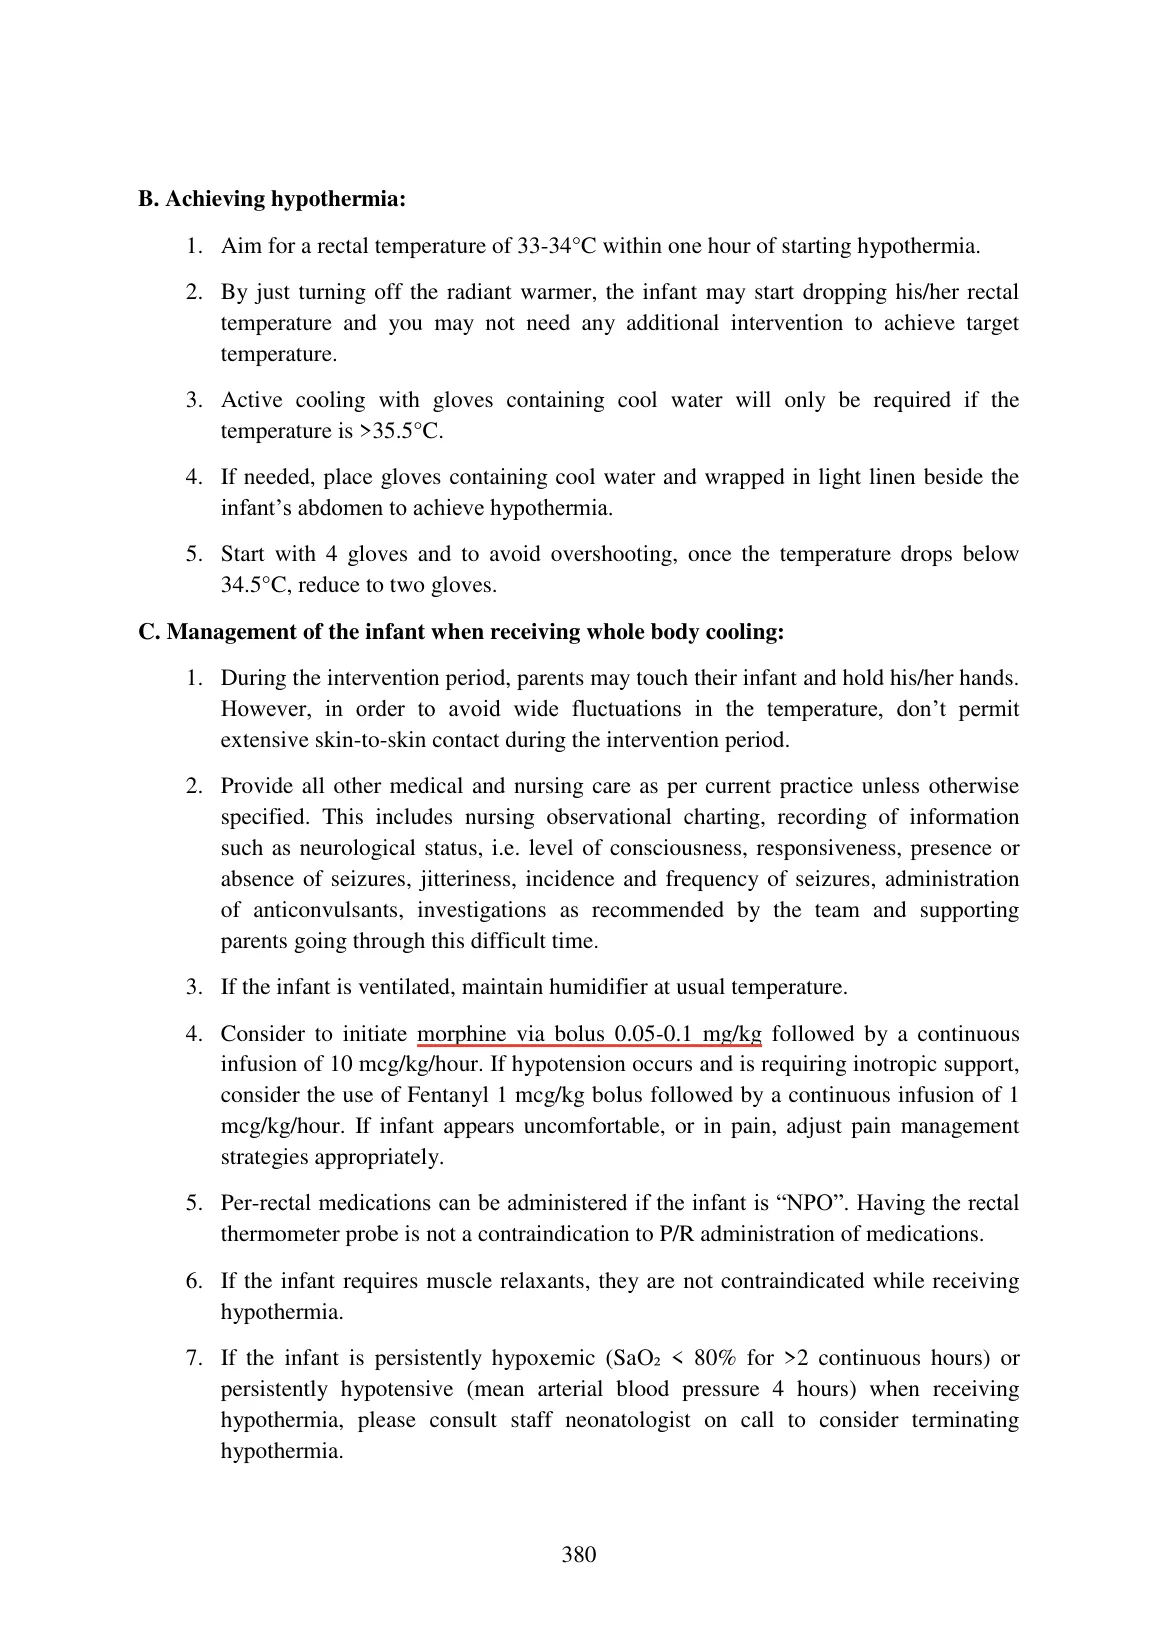 B. Achieving hypothermia:
1. Aim for a rectal temperature of 33-34°C within one hour of starting hypothermia.
2. By just turning off the radiant warmer, the infant may start dropping his/her rectal
temperature and you may not need any additional intervention to achieve target
temperature.
3. Active cooling with gloves containing cool water will only be required if the
temperature is >35.5°C.
4. If needed, place gloves containing cool water and wrapped in light linen beside the
infant’s abdomen to achieve hypothermia.
5. Start with 4 gloves and to avoid overshooting, once the temperature drops below
34.5°C, reduce to two gloves.
C. Management of the infant when receiving whole body cooling:
1. During the intervention period, parents may touch their infant and hold his/her hands.
However, in order to avoid wide fluctuations in the temperature, don’t permit
extensive skin-to-skin contact during the intervention period.
2. Provide all other medical and nursing care as per current practice unless otherwise
specified. This includes nursing observational charting, recording of information
such as neurological status, i.e. level of consciousness, responsiveness, presence or
absence of seizures, jitteriness, incidence and frequency of seizures, administration
of anticonvulsants, investigations as recommended by the team and supporting
parents going through this difficult time.
3. If the infant is ventilated, maintain humidifier at usual temperature.
4. Consider to initiate morphine via bolus 0.05-0.1 mg/kg followed by a continuous
infusion of 10 mcg/kg/hour. If hypotension occurs and is requiring inotropic support,
consider the use of Fentanyl 1 mcg/kg bolus followed by a continuous infusion of 1
mcg/kg/hour. If infant appears uncomfortable, or in pain, adjust pain management
strategies appropriately.
5. Per-rectal medications can be administered if the infant is “NPO”. Having the rectal
thermometer probe is not a contraindication to P/R administration of medications.
6. If the infant requires muscle relaxants, they are not contraindicated while receiving
hypothermia.
7. If the infant is persistently hypoxemic (SaO₂ < 80% for >2 continuous hours) or
persistently hypotensive (mean arterial blood pressure 4 hours) when receiving
hypothermia, please consult staff neonatologist on call to consider terminating
hypothermia.
380